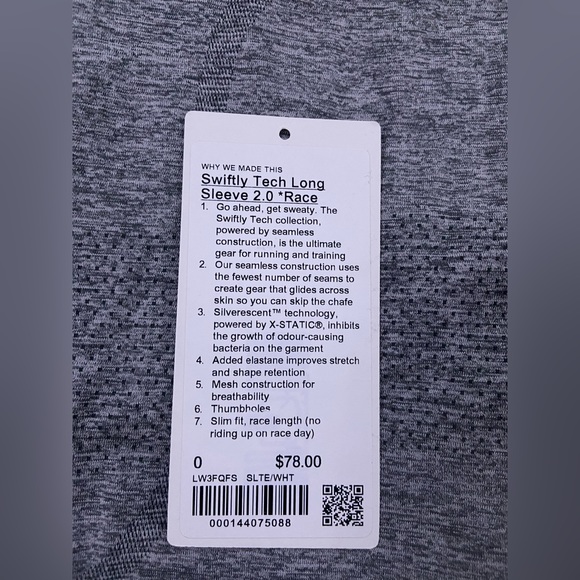 WHY WE MADE THIS
Swiftly Tech Long
Sleeve 2.0 *Race
1. Go ahead, get sweaty. The
Swiftly Tech collection,
powered by seamless
construction, is the ultimate
gear for running and training
2. Our seamless construction uses
the fewest number of seams to
create gear that glides across
skin so you can skip the chafe
3. Silverescent™ technology,
powered by X-STATIC®, inhibits
the growth of odour-causing
bacteria on the garment
4. Added elastane improves stretch
and shape retention
5. Mesh construction for
breathability
6. Thumbholes
7. Slim fit, race length (no
riding up on race day)
0 $78.00
LW3FQFS SLTE/WHT
000144075088